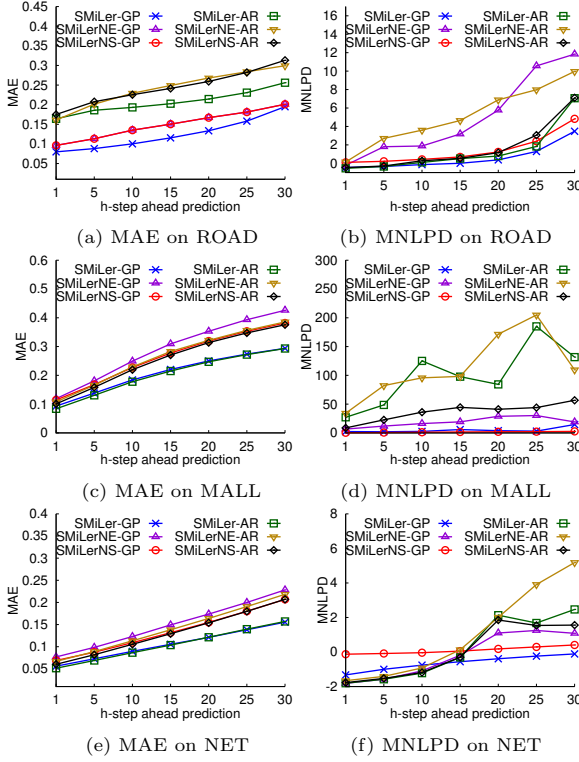 SMiLer-GP SMiLer-AR
SMiLerNE-GP SMiLerNE-AR
SMiLerNS-GP SMiLerNS-AR
MAE
0.45
0.4
0.35
0.3
0.25
0.2
0.15
0.1
0.05
1 5 10 15 20 25 30
h-step ahead prediction
(a) MAE on ROAD
SMiLer-GP SMiLer-AR
SMiLerNE-GP SMiLerNE-AR
SMiLerNS-GP SMiLerNS-AR
MNLPD
16
14
12
10
8
6
4
2
0
1 5 10 15 20 25 30
h-step ahead prediction
(b) MNLPD on ROAD
SMiLer-GP SMiLer-AR
SMiLerNE-GP SMiLerNE-AR
SMiLerNS-GP SMiLerNS-AR
MAE
0.6
0.5
0.4
0.3
0.2
0.1
0
1 5 10 15 20 25 30
h-step ahead prediction
(c) MAE on MALL
SMiLer-GP SMiLer-AR
SMiLerNE-GP SMiLerNE-AR
SMiLerNS-GP SMiLerNS-AR
MNLPD
300
250
200
150
100
50
0
1 5 10 15 20 25 30
h-step ahead prediction
(d) MNLPD on MALL
SMiLer-GP SMiLer-AR
SMiLerNE-GP SMiLerNE-AR
SMiLerNS-GP SMiLerNS-AR
MAE
0.4
0.35
0.3
0.25
0.2
0.15
0.1
0.05
1 5 10 15 20 25 30
h-step ahead prediction
(e) MAE on NET
SMiLer-GP SMiLer-AR
SMiLerNE-GP SMiLerNE-AR
SMiLerNS-GP SMiLerNS-AR
MNLPD
8
6
4
2
0
-2
1 5 10 15 20 25 30
h-step ahead prediction
(f) MNLPD on NET